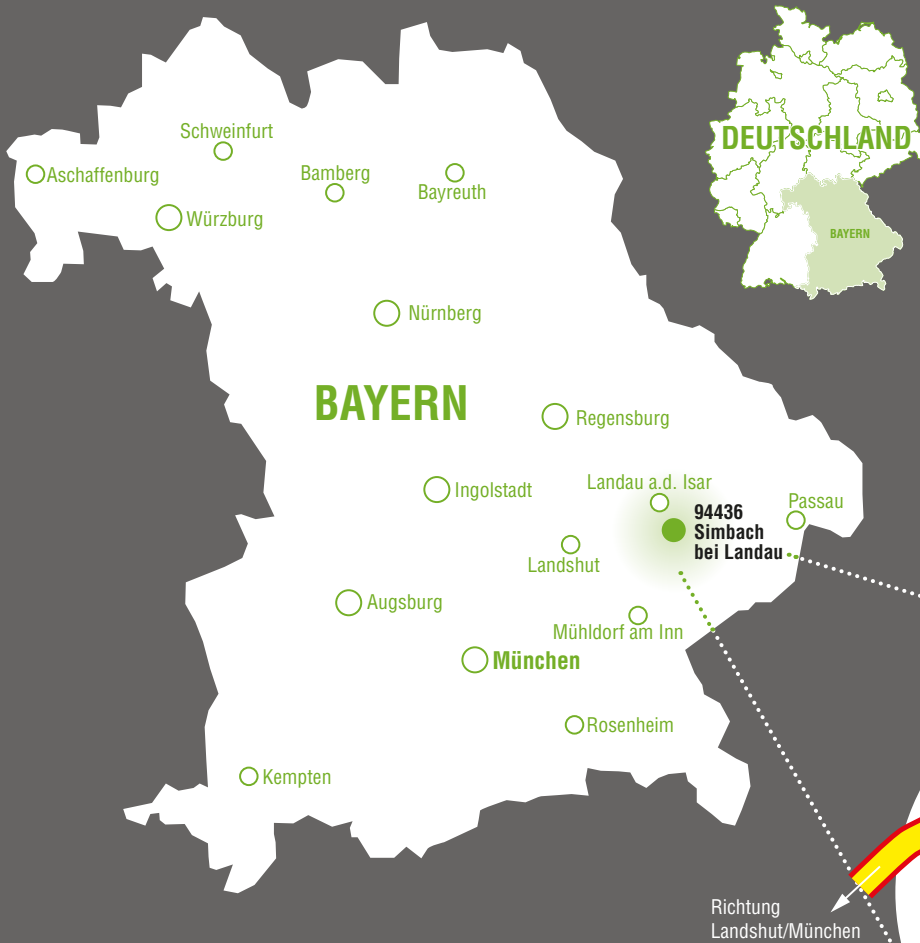 DEUTSCHLAND
BAYERN
Schweinfurt
Aschaffenburg
Bamberg
Bayreuth
Würzburg
Nürnberg
BAYERN
Regensburg
Ingolstadt
Landau a.d. Isar
94436
Simbach
bei Landau
Passau
Landshut
Augsburg
Mühldorf am Inn
München
Rosenheim
Kempten
Richtung
Landshut/München